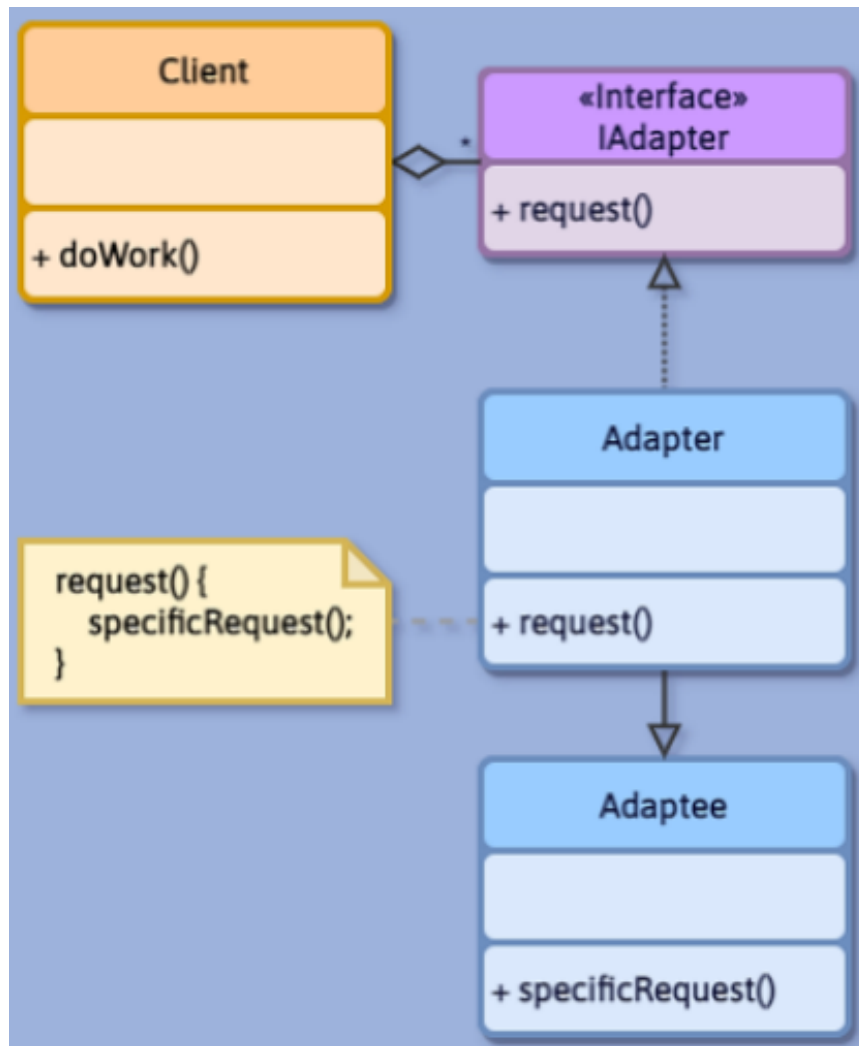 Client
+ doWork()
*
«Interface»
IAdapter
+ request()
Adapter
+ request()
request() {
specificRequest();
}
Adaptee
+ specificRequest()